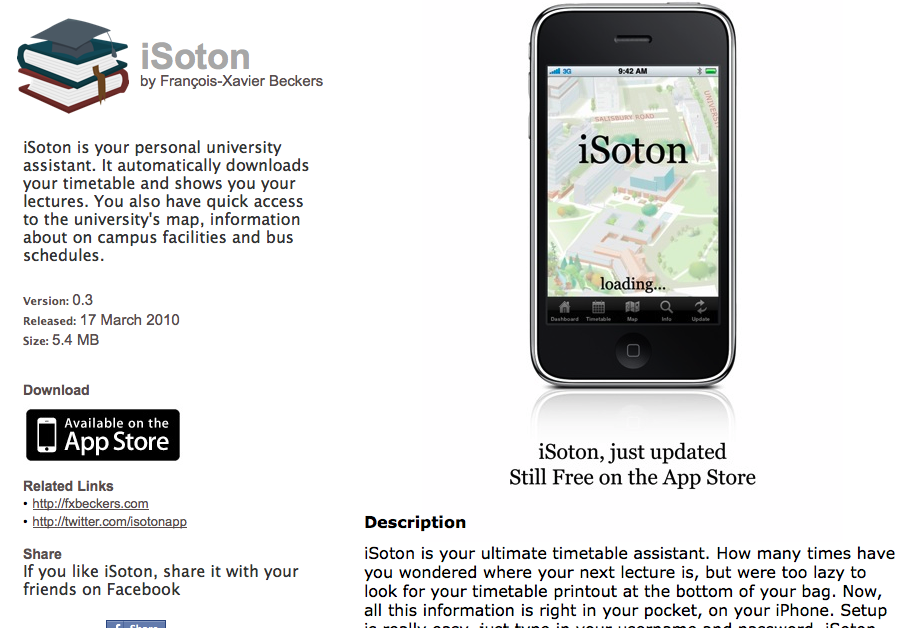 iSoton
by François-Xavier Beckers
iSoton is your personal university
assistant. It automatically downloads
your timetable and shows you your
lectures. You also have quick access
to the university's map, information
about on campus facilities and bus
schedules.
Version: 0.3
Released: 17 March 2010
Size: 5.4 MB
Download
Available on the
App Store
Related Links
• http://fxbeckers.com
• http://twitter.com/isotonapp
Share
If you like iSoton, share it with your
friends on Facebook
f Share
3G 9:42 AM
SALISBURY ROAD
UNIVERSITY
iSoton
loading...
Dashboard Timetable Map Info Update
iSoton, just updated
Still Free on the App Store
Description
iSoton is your ultimate timetable assistant. How many times have
you wondered where your next lecture is, but were too lazy to
look for your timetable printout at the bottom of your bag. Now,
all this information is right in your pocket, on your iPhone. Setup
is really easy, just type in your username and password, iSoton